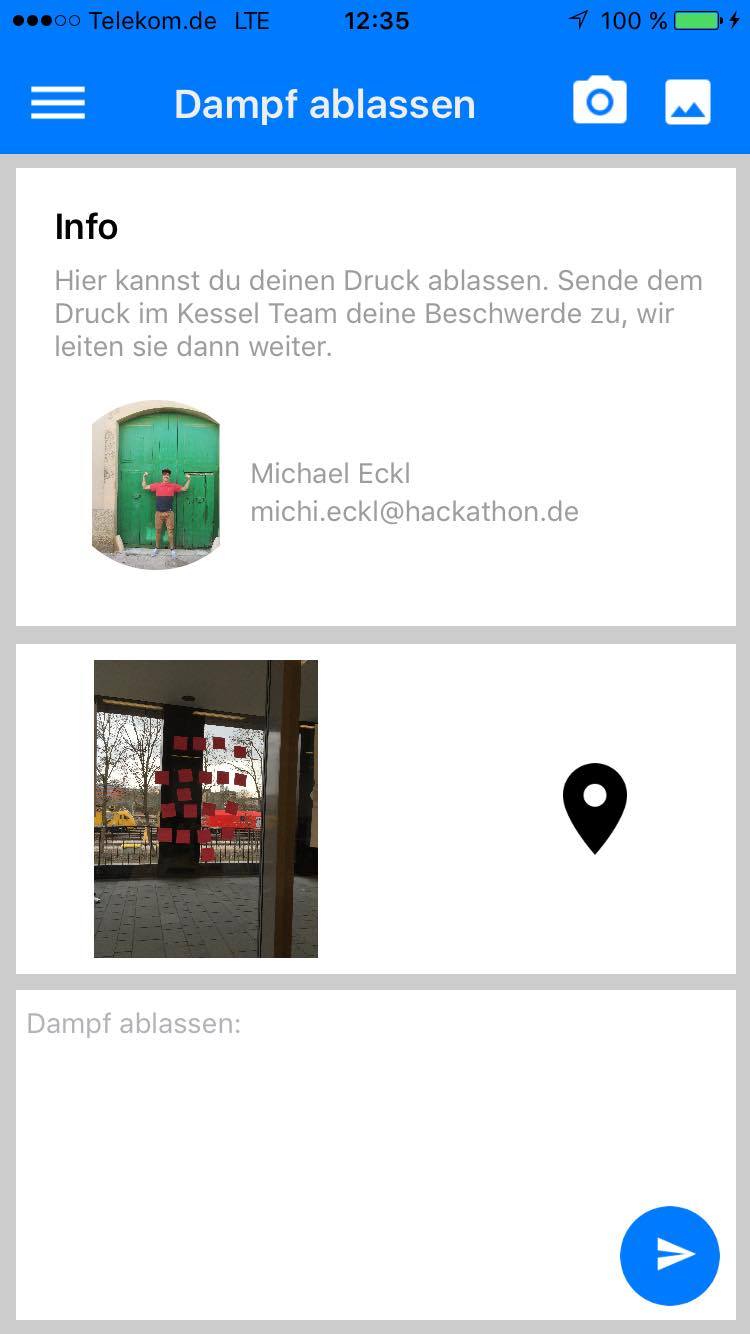 Telekom.de LTE 12:35 100 %
Dampf ablassen
Info
Hier kannst du deinen Druck ablassen. Sende dem
Druck im Kessel Team deine Beschwerde zu, wir
leiten sie dann weiter.
Michael Eckl
michi.eckl@hackathon.de
Dampf ablassen: